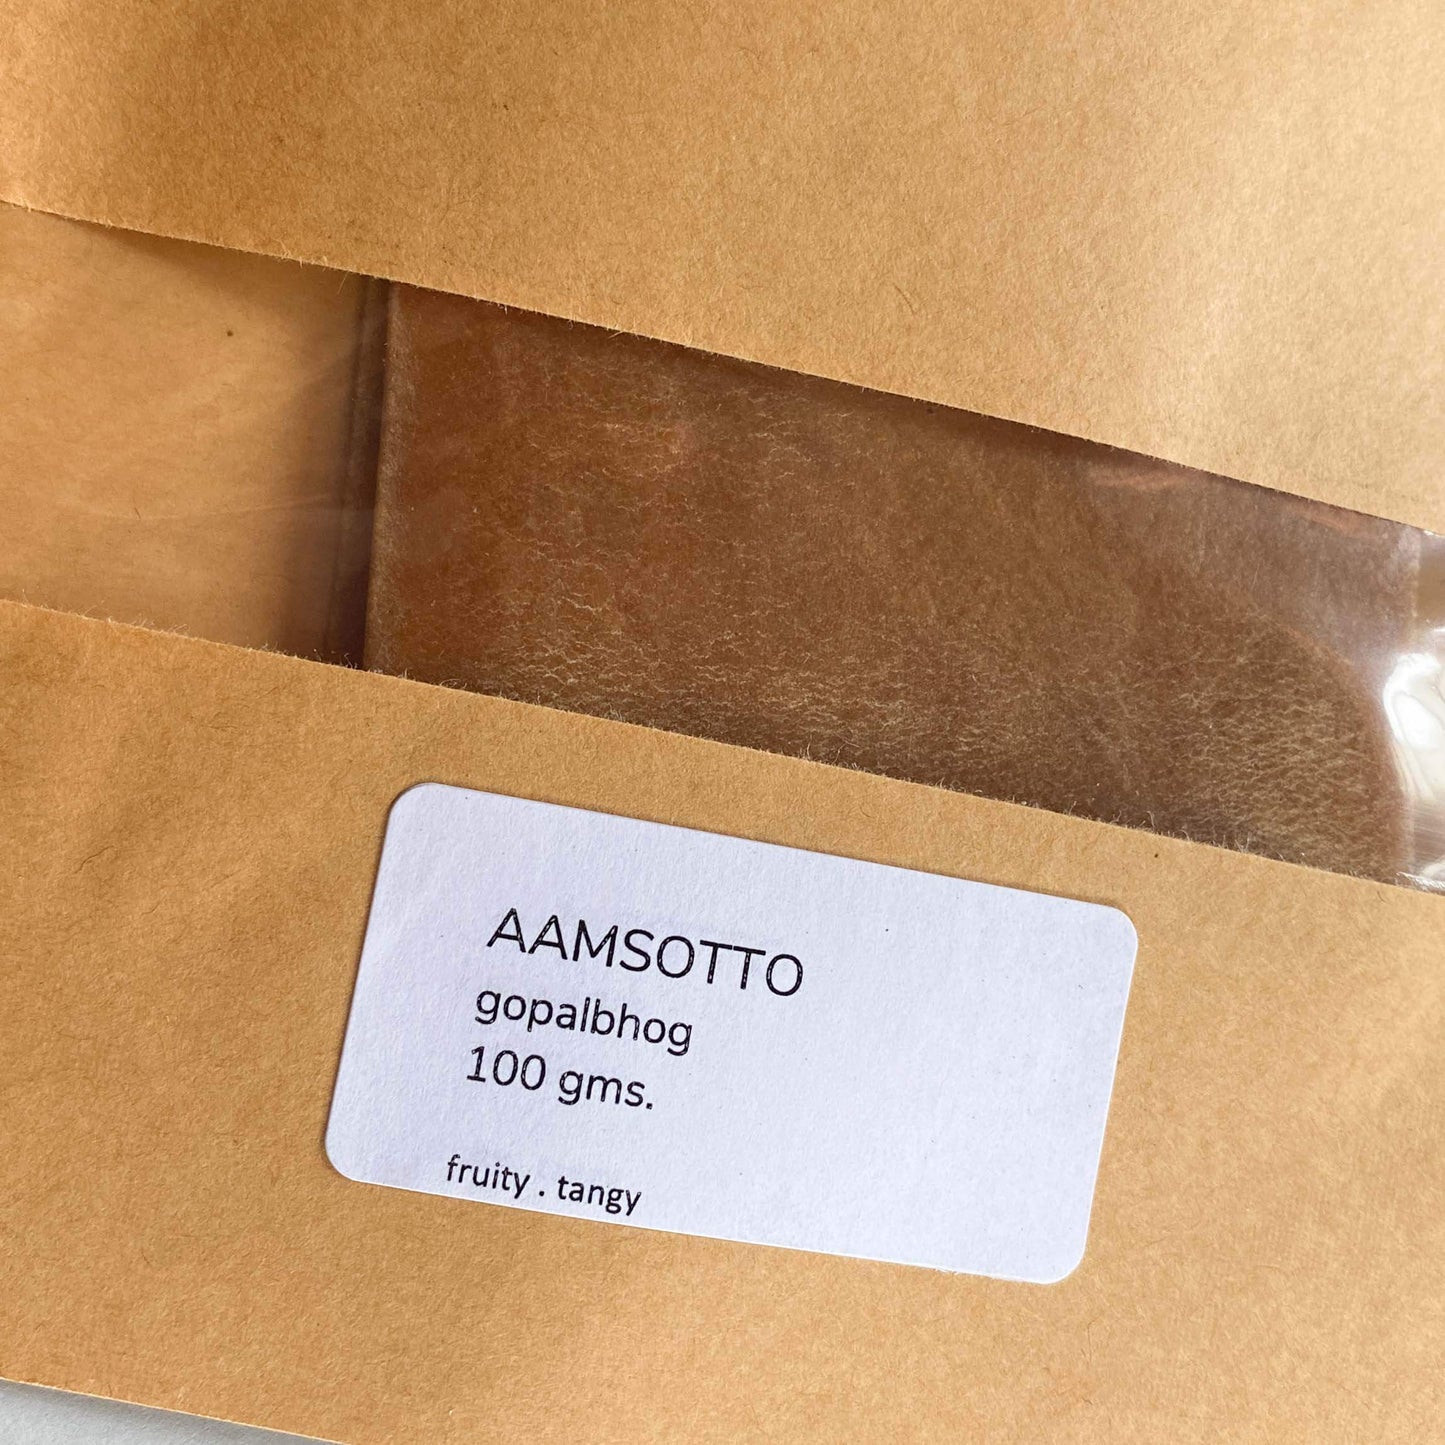 AAMSOTTO
gopalbhog
100 gms.
fruity . tangy